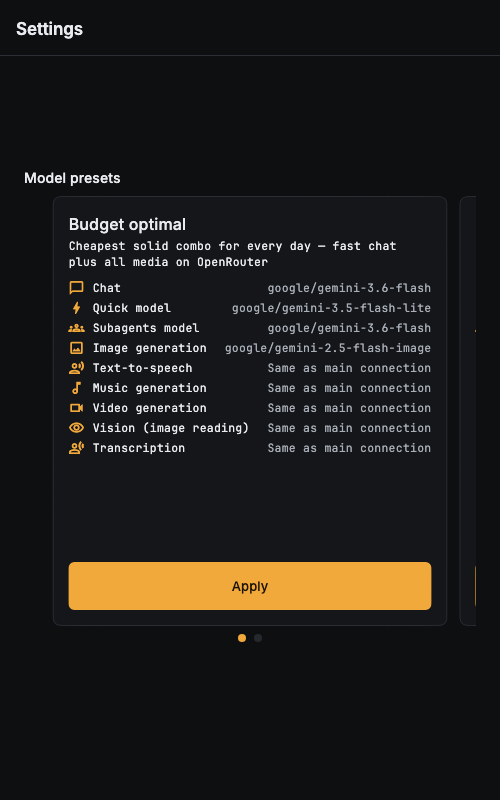 Settings
Model presets
Budget optimal
Cheapest solid combo for every day — fast chat
plus all media on OpenRouter
Chat google/gemini-3.6-flash
Quick model google/gemini-3.5-flash-lite
Subagents model google/gemini-3.6-flash
Image generation google/gemini-2.5-flash-image
Text-to-speech Same as main connection
Music generation Same as main connection
Video generation Same as main connection
Vision (image reading) Same as main connection
Transcription Same as main connection
Apply